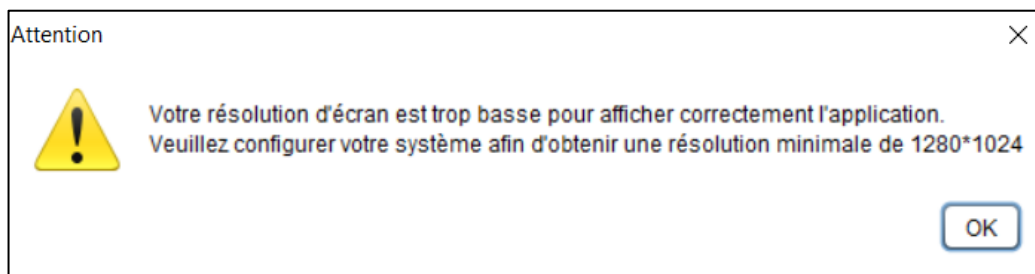 Attention
Votre résolution d'écran est trop basse pour afficher correctement l'application.
Veuillez configurer votre système afin d'obtenir une résolution minimale de 1280*1024
OK